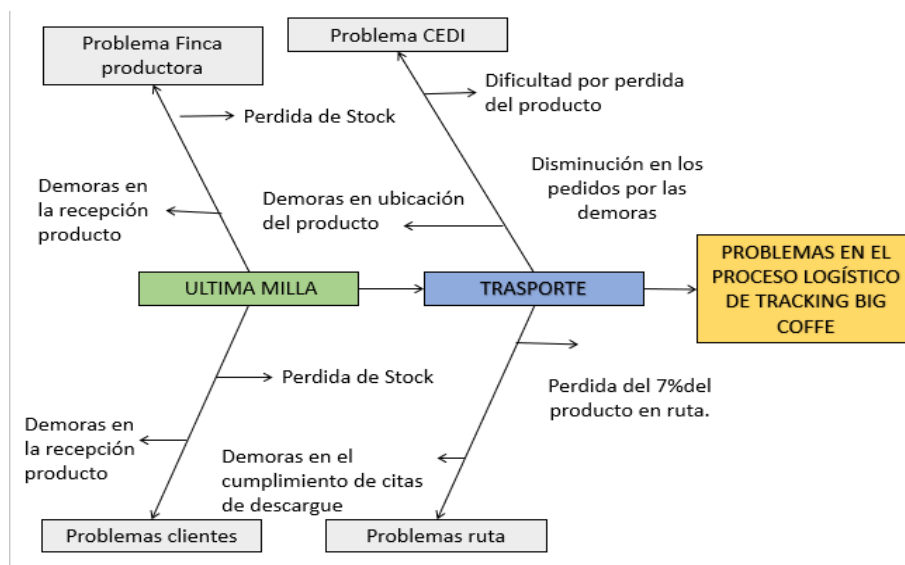 Problema Finca
productora
Problema CEDI
Dificultad por perdida
del producto
Perdida de Stock
Disminución en los
pedidos por las
demoras
Demoras en
la recepción
producto
Demoras en ubicación
del producto
ULTIMA MILLA
TRASPORTE
PROBLEMAS EN EL
PROCESO LOGÍSTICO
DE TRACKING BIG
COFFE
Perdida de Stock
Perdida del 7%del
producto en ruta.
Demoras en
la recepción
producto
Demoras en el
cumplimiento de citas
de descargue
Problemas clientes
Problemas ruta